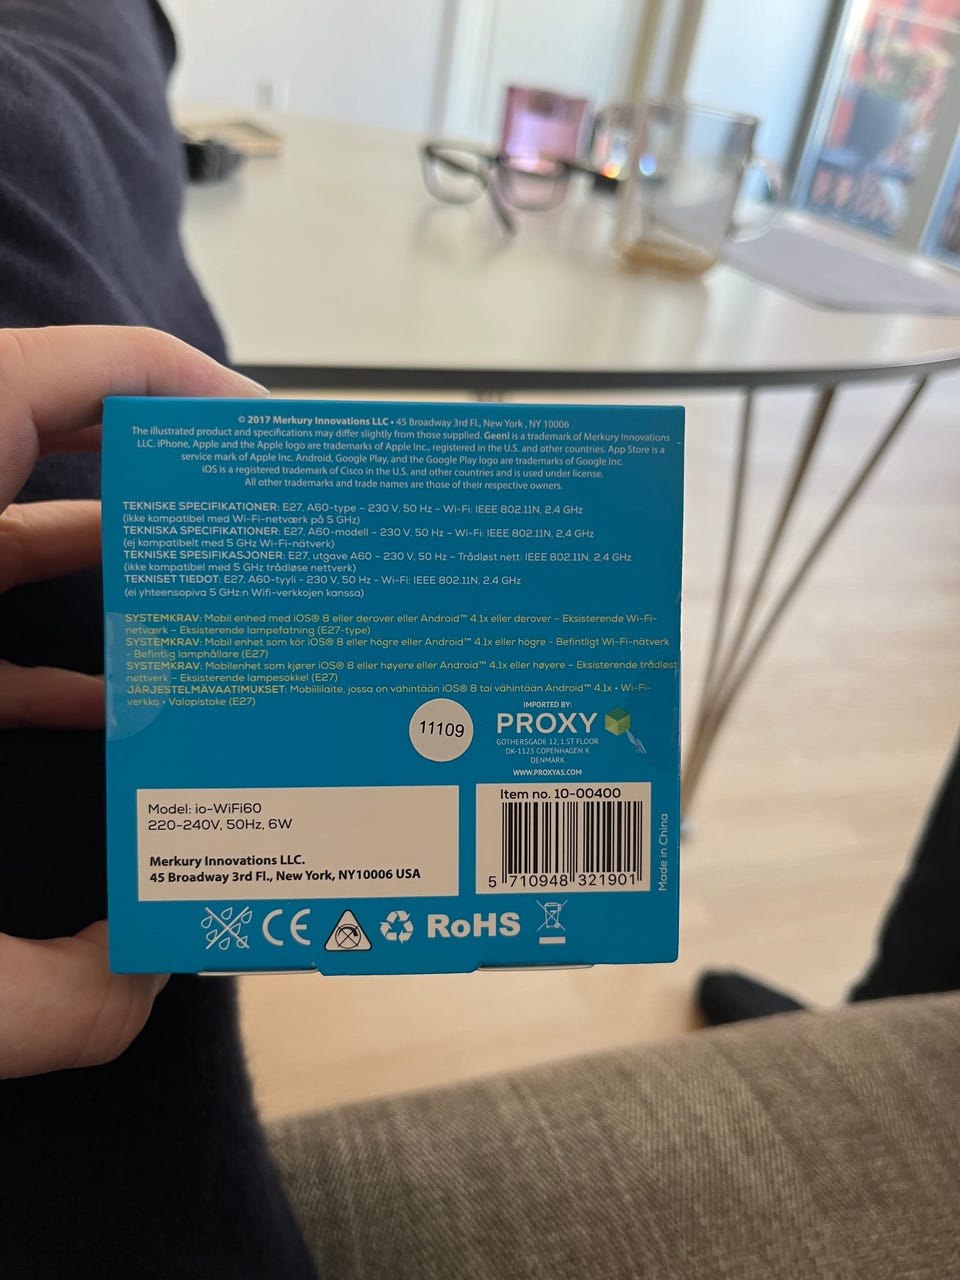 © 2017 Merkury Innovations LLC • 45 Broadway 3rd Fl., New York , NY 10006
The illustrated product and specifications may differ slightly from those supplied. Geeni is a trademark of Merkury Innovations
LLC. iPhone, Apple and the Apple logo are trademarks of Apple Inc., registered in the U.S. and other countries. App Store is a
service mark of Apple Inc. Android, Google Play, and the Google Play logo are trademarks of Google Inc.
iOS is a registered trademark of Cisco in the U.S. and other countries and is used under license.
All other trademarks and trade names are those of their respective owners.
TEKNISKE SPECIFIKATIONER: E27, A60-type – 230 V, 50 Hz – Wi-Fi: IEEE 802.11N, 2,4 GHz
(ikke kompatibel med Wi-Fi-netværk på 5 GHz)
TEKNISKA SPECIFIKATIONER: E27, A60-modell – 230 V, 50 Hz – Wi-Fi: IEEE 802.11N, 2,4 GHz
(ej kompatibelt med 5 GHz Wi-Fi-nätverk)
TEKNISKE SPESIFIKASJONER: E27, utgave A60 – 230 V, 50 Hz – Trådløst nett: IEEE 802.11N, 2,4 GHz
(ikke kompatibel med 5 GHz trådløse nettverk)
TEKNISET TIEDOT: E27, A60-tyyli - 230 V, 50 Hz - Wi-Fi: IEEE 802.11N, 2,4 GHz
(ei yhteensopiva 5 GHz:n Wifi-verkkojen kanssa)
SYSTEMKRAV: Mobil enhed med iOS® 8 eller derover eller Android™ 4.1x eller derover – Eksisterende Wi-Fi-
netværk – Eksisterende lampefatning (E27-type)
SYSTEMKRAV: Mobil enhet som kör iOS® 8 eller högre eller Android™ 4.1x eller högre - Befintligt Wi-Fi-nätverk
- Befintlig lamphållare (E27)
SYSTEMKRAV: Mobilenhet som kjører iOS® 8 eller høyere eller Android™ 4.1x eller høyere – Eksisterende trådløst
nettverk – Eksisterende lampesokkel (E27)
JÄRJESTELMÄVAATIMUKSET: Mobiililaite, jossa on vähintään iOS® 8 tai vähintään Android™ 4.1x • Wi-Fi-
verkko • Valopistoke (E27)
11109
IMPORTED BY:
PROXY
GOTHERSGADE 12, 1.ST FLOOR
DK-1123 COPENHAGEN K
DENMARK
WWW.PROXYAS.COM
Model: io-WiFi60
220-240V, 50Hz, 6W
Merkury Innovations LLC.
45 Broadway 3rd Fl., New York, NY10006 USA
Item no. 10-00400
5 710948 321901
Made in China
CE
RoHS